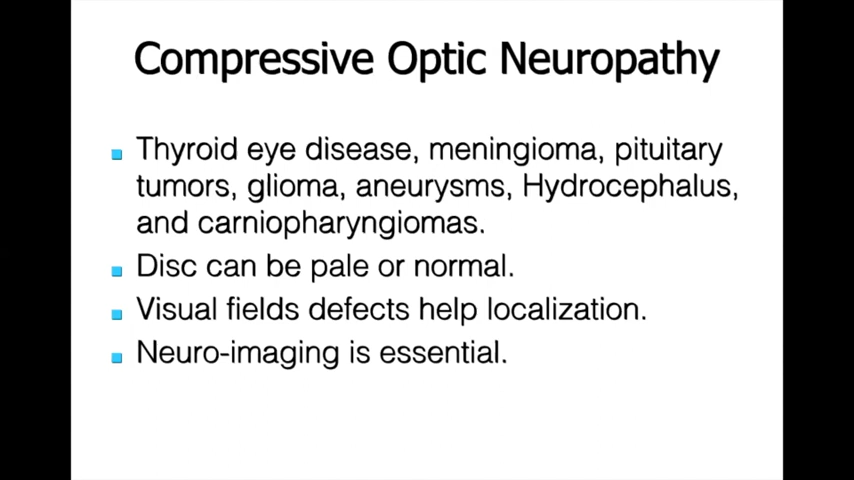 Compressive Optic Neuropathy
Thyroid eye disease, meningioma, pituitary
tumors, glioma, aneurysms, Hydrocephalus,
and carniopharyngiomas.
Disc can be pale or normal.
Visual fields defects help localization.
Neuro-imaging is essential.